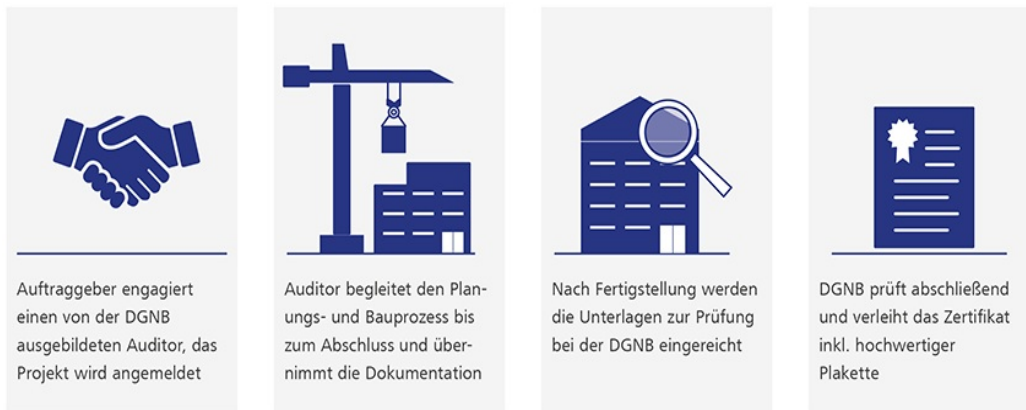 Auftraggeber engagiert
einen von der DGNB
ausgebildeten Auditor, das
Projekt wird angemeldet
Auditor begleitet den Plan-
ungs- und Bauprozess bis
zum Abschluss und über-
nimmt die Dokumentation
Nach Fertigstellung werden
die Unterlagen zur Prüfung
bei der DGNB eingereicht
DGNB prüft abschließend
und verleiht das Zertifikat
inkl. hochwertiger
Plakette